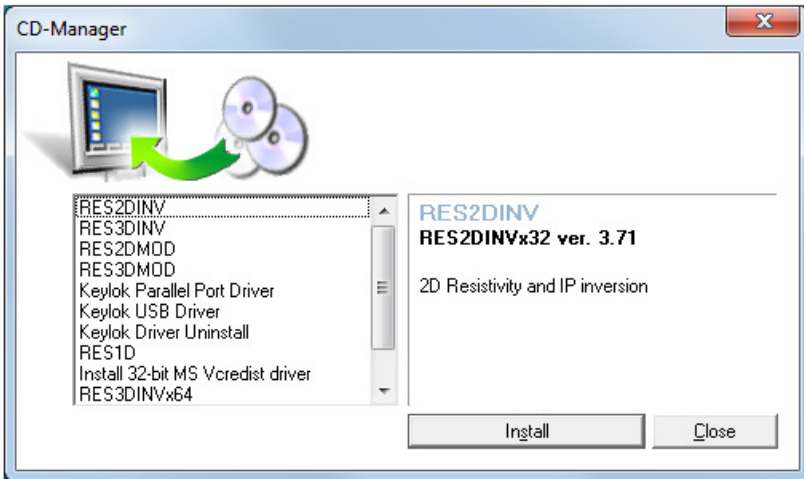 CD-Manager
RES2DINV
RES3DINV
RES2DMOD
RES3DMOD
Keylok Parallel Port Driver
Keylok USB Driver
Keylok Driver Uninstall
RES1D
Install 32-bit MS Vcredist driver
RES3DINVx64
RES2DINV
RES2DINVx32 ver. 3.71
2D Resistivity and IP inversion
Install
Close